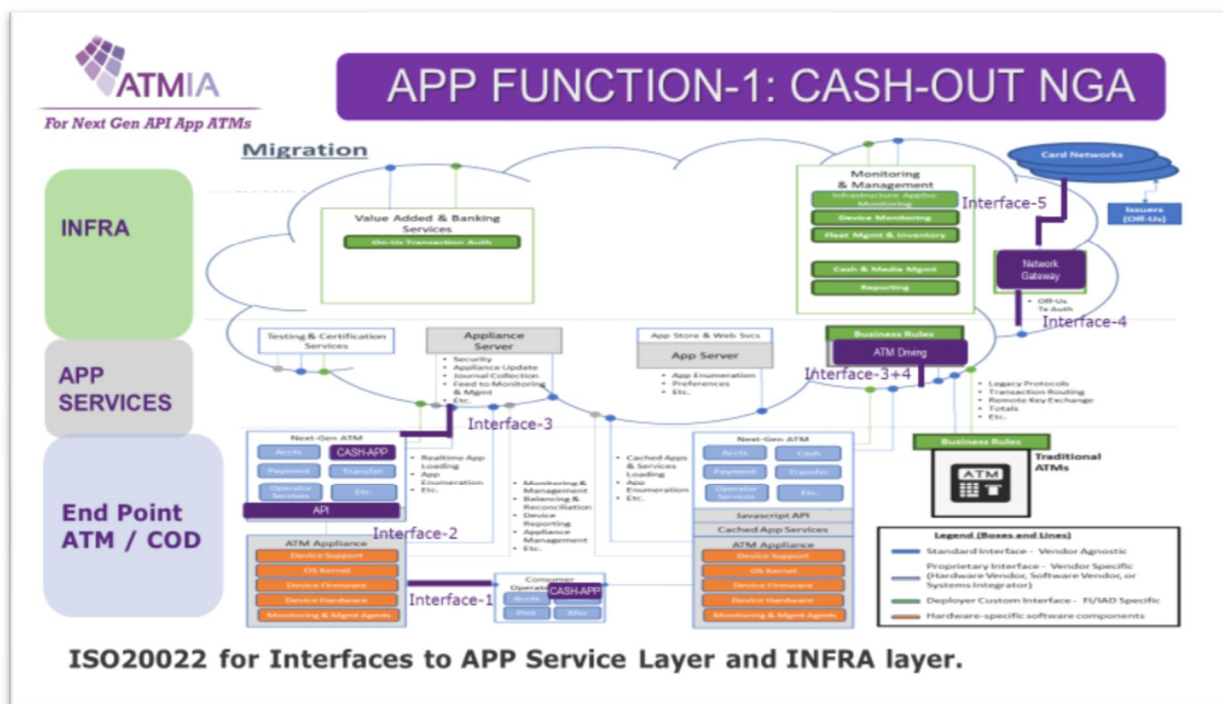 ATMIA
For Next Gen API App ATMs
APP FUNCTION-1: CASH-OUT NGA
Migration
INFRA
Value Added & Banking
Services
On-Us Transaction Auth
Monitoring
& Management
Infrastructure AppSvc
Monitoring
Device Monitoring
Fleet Mgmt & Inventory
Cash & Media Mgmt
Reporting
Card Networks
Interface-5
Issuers
(Off-Us)
Network
Gateway
• Off-Us
Tx Auth
Interface-4
APP
SERVICES
Testing & Certification
Services
Appliance
Server
• Security
• Appliance Update
• Journal Collection
• Feed to Monitoring
& Mgmt
• Etc.
App Store & Web Svcs
App Server
• App Enumeration
• Preferences
• Etc.
Business Rules
ATM Driving
Interface-3+4
• Legacy Protocols
• Transaction Routing
• Remote Key Exchange
• Totals
• Etc.
Interface-3
End Point
ATM / COD
Next-Gen ATM
Accts
CASH-APP
Payment
Transfer
Operator
Services
Etc.
API
Interface-2
• Realtime App
Loading
• App
Enumeration
• Etc.
• Monitoring &
Management
• Balancing &
Reconciliation
• Device
Reporting
• Appliance
Management
• Etc.
• Cached Apps
& Services
Loading
• App
Enumeration
• Etc.
ATM Appliance
Device Support
OS Kernel
Device Firmware
Device Hardware
Monitoring & Mgmt Agents
Interface-1
Consumer
Operate
CASH-APP
Accts
Pmt
Xfer
Next-Gen ATM
Accts
Cash
Payment
Transfer
Operator
Services
Etc.
Javascript API
Cached App Services
ATM Appliance
Device Support
OS Kernel
Device Firmware
Device Hardware
Monitoring & Mgmt Agents
Business Rules
Traditional
ATMs
ATM
Legend (Boxes and Lines)
Standard Interface - Vendor Agnostic
Proprietary Interface - Vendor Specific
(Hardware Vendor, Software Vendor, or
Systems Integrator)
Deployer Custom Interface - FI/IAD Specific
Hardware-specific software components
ISO20022 for Interfaces to APP Service Layer and INFRA layer.